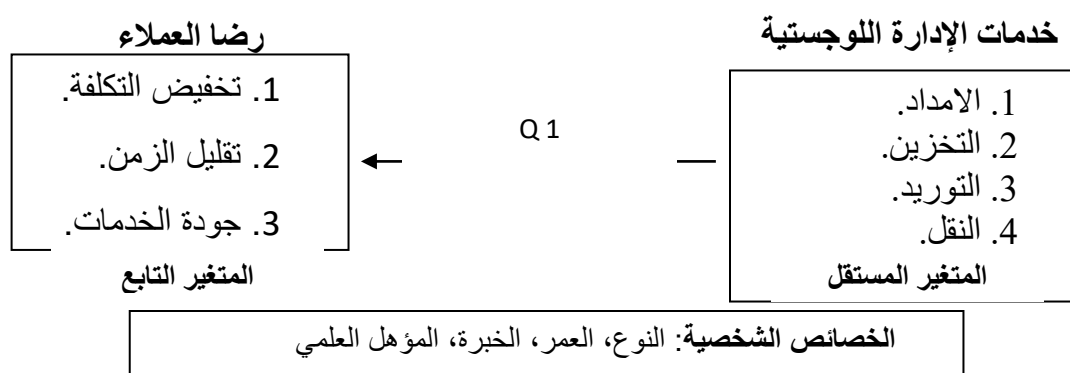 خدمات الإدارة اللوجستية
1. الامداد.
2. التخزين.
3. التوريد.
4. النقل.
المتغير المستقل
Q 1
رضا العملاء
1. تخفيض التكلفة.
2. تقليل الزمن.
3. جودة الخدمات.
المتغير التابع
الخصائص الشخصية: النوع، العمر، الخبرة، المؤهل العلمي